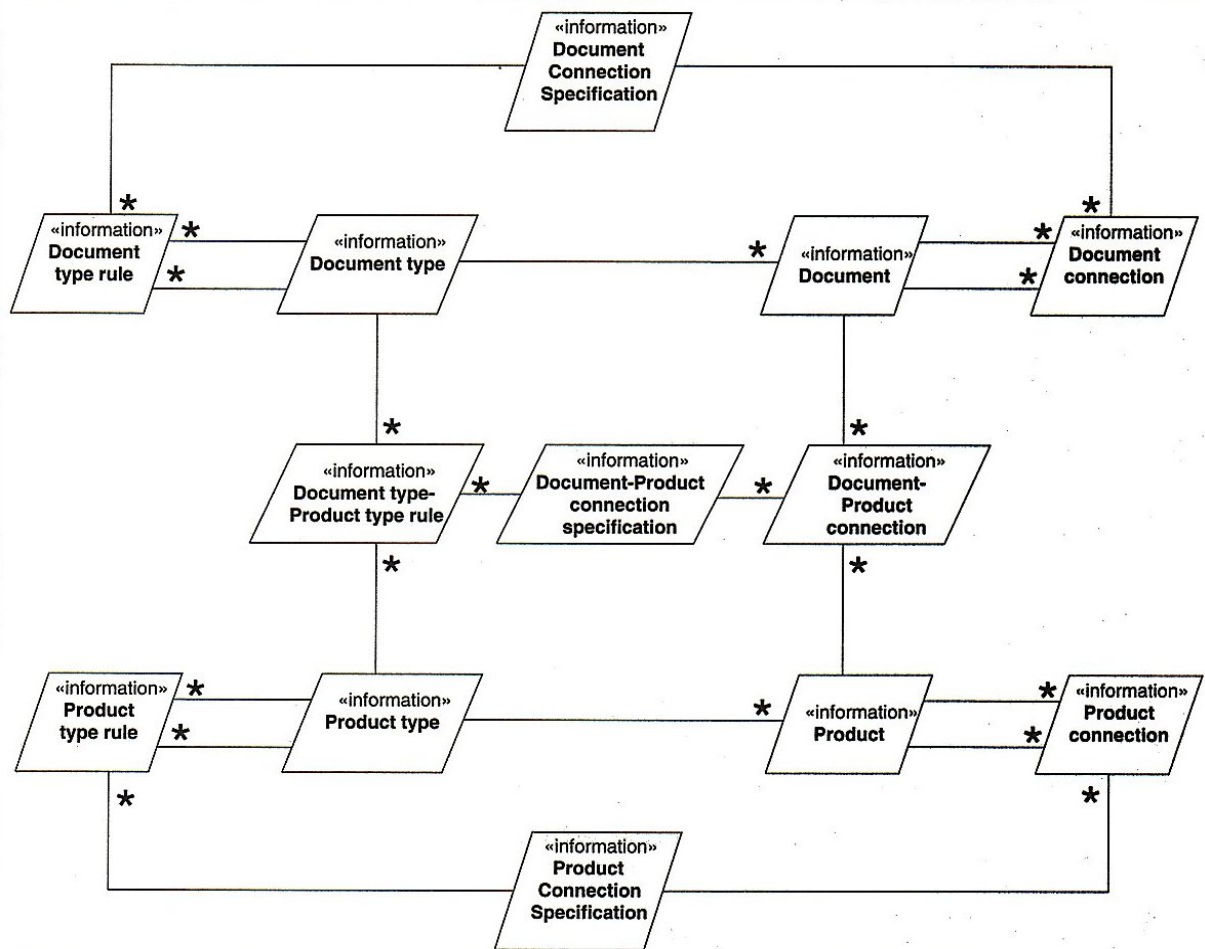 «information»
Document
Connection
Specification
*
*
«information»
Document
type rule
*
*
«information»
Document type
*
«information»
Document
*
*
«information»
Document
connection
*
*
«information»
Document type-
Product type rule
*
«information»
Document-Product
connection
specification
*
«information»
Document-
Product
connection
*
*
«information»
Product
type rule
*
*
«information»
Product type
*
«information»
Product
*
*
«information»
Product
connection
*
*
«information»
Product
Connection
Specification